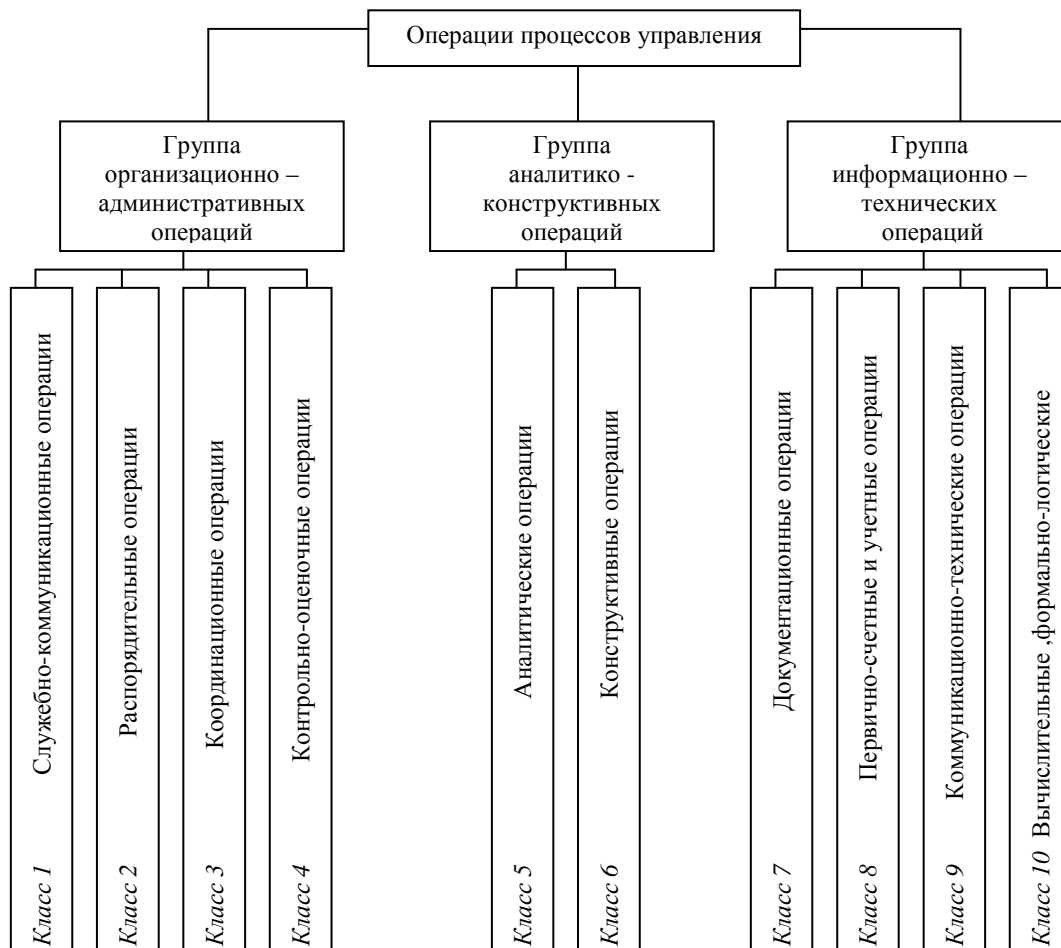 Операции процессов управления
Группа
организационно –
административных
операций
Группа
аналитико -
конструктивных
операций
Группа
информационно –
технических
операций
Класс 1 Служебно-коммуникационные операции
Класс 2 Распорядительные операции
Класс 3 Координационные операции
Класс 4 Контрольно-оценочные операции
Класс 5 Аналитические операции
Класс 6 Конструктивные операции
Класс 7 Документационные операции
Класс 8 Первично-счетные и учетные операции
Класс 9 Коммуникационно-технические операции
Класс 10 Вычислительные ,формально-логические